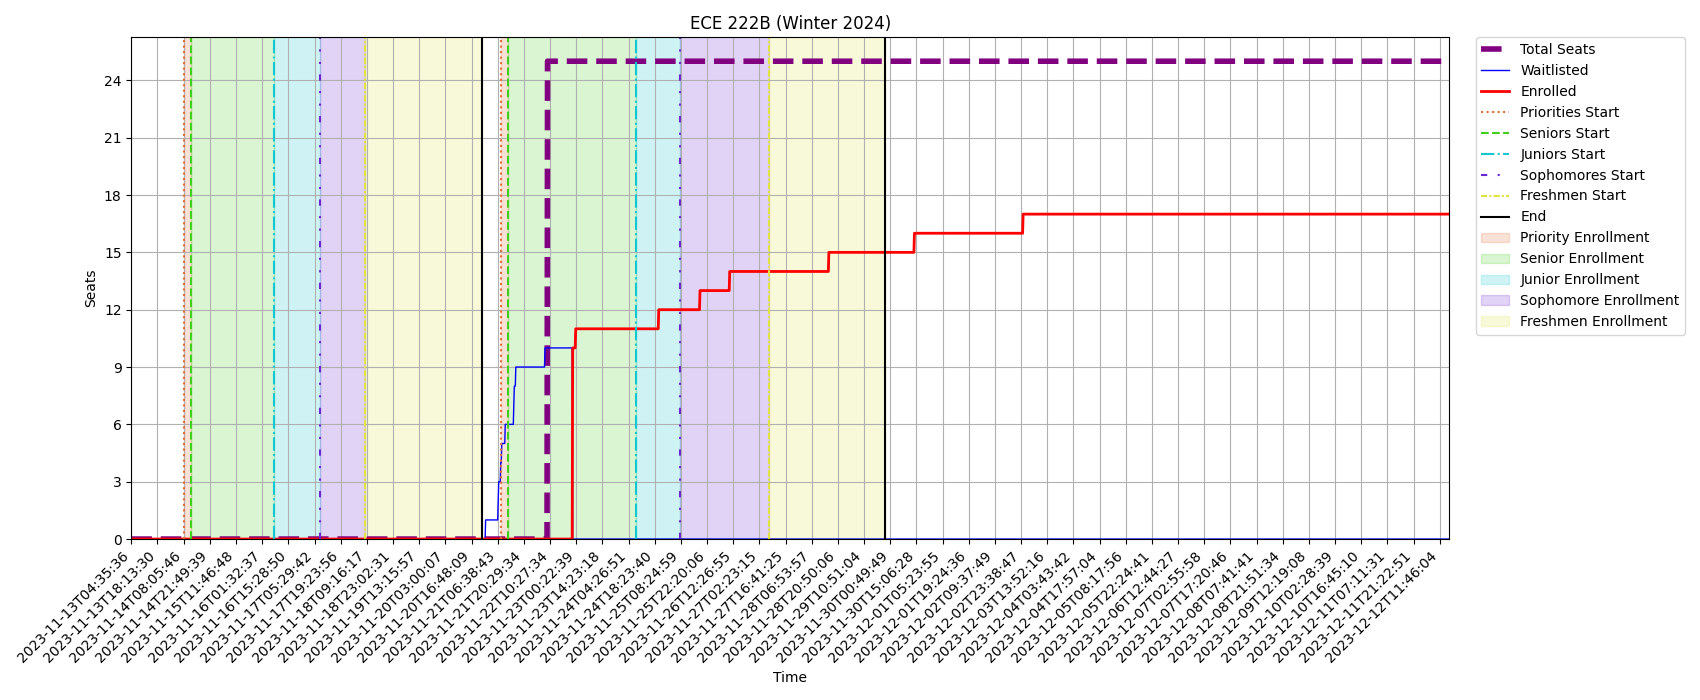 ECE 222B (Winter 2024)
Seats
24
21
18
15
12
9
6
3
0
2023-11-13T04:35:36
2023-11-13T18:13:30
2023-11-14T08:05:46
2023-11-14T21:49:39
2023-11-15T11:46:48
2023-11-16T01:32:37
2023-11-16T15:28:50
2023-11-17T05:29:42
2023-11-17T19:23:56
2023-11-18T09:16:17
2023-11-18T23:02:31
2023-11-19T13:15:57
2023-11-20T03:00:07
2023-11-20T16:48:09
2023-11-21T06:38:43
2023-11-21T20:29:34
2023-11-22T10:27:34
2023-11-23T00:22:39
2023-11-23T14:23:18
2023-11-24T04:26:51
2023-11-24T18:23:40
2023-11-25T08:24:59
2023-11-25T22:20:06
2023-11-26T12:26:55
2023-11-27T02:23:15
2023-11-27T16:41:25
2023-11-28T06:53:57
2023-11-28T20:50:06
2023-11-29T10:51:04
2023-11-30T00:49:49
2023-11-30T15:06:28
2023-12-01T05:23:55
2023-12-01T19:24:36
2023-12-02T09:37:49
2023-12-02T23:38:47
2023-12-03T13:52:16
2023-12-04T03:43:42
2023-12-04T17:57:04
2023-12-05T08:17:56
2023-12-05T22:24:41
2023-12-06T12:44:27
2023-12-07T02:55:58
2023-12-07T17:20:46
2023-12-08T07:41:41
2023-12-08T21:51:34
2023-12-09T12:19:08
2023-12-10T02:28:39
2023-12-10T16:45:10
2023-12-11T07:11:31
2023-12-11T21:22:51
2023-12-12T11:46:04
Time
Total Seats
Waitlisted
Enrolled
Priorities Start
Seniors Start
Juniors Start
Sophomores Start
Freshmen Start
End
Priority Enrollment
Senior Enrollment
Junior Enrollment
Sophomore Enrollment
Freshmen Enrollment